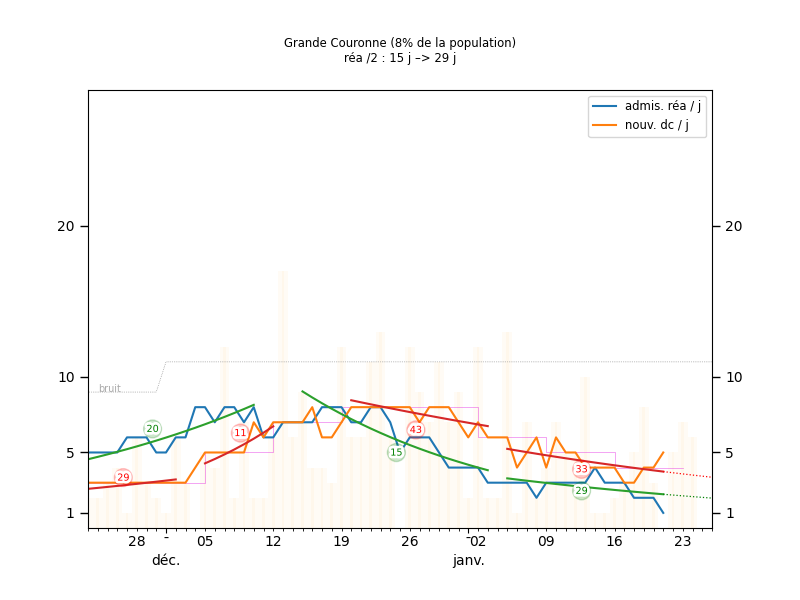 Grande Couronne (8% de la population)
réa /2 : 15 j –> 29 j
admis. réa / j
nouv. dc / j
20 20
10 10
bruit
20
11
43
29
15
5 5
33
29
1 1
28 05 12 19 26 02 09 16 23
déc. janv.